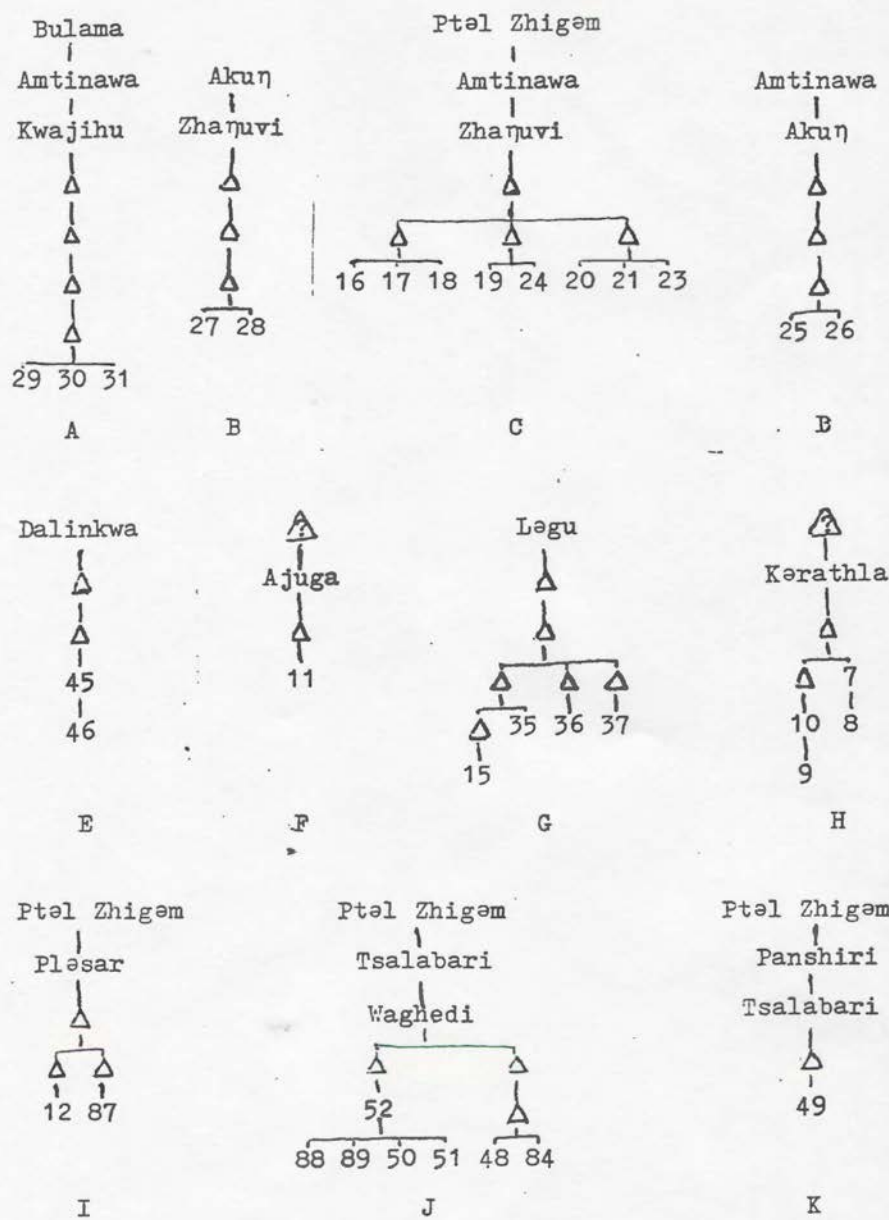 Bulama Ptəl Zhigəm
Amtinawa Akuŋ Amtinawa Amtinawa
Kwajihu Zhaŋuvi Zhaŋuvi Akuŋ
16 17 18 19 24 20 21 23
27 28 25 26
29 30 31
A B C D
? ?
Dalinkwa Ləgu
Ajuga Kərathla
45 11 7
46 35 36 37 10 8
15 9
E F G H
Ptəl Zhigəm Ptəl Zhigəm Ptəl Zhigəm
Pləsar Tsalabari Panshiri
Waghedi Tsalabari
12 87 52 49
88 89 50 51 48 84
I J K